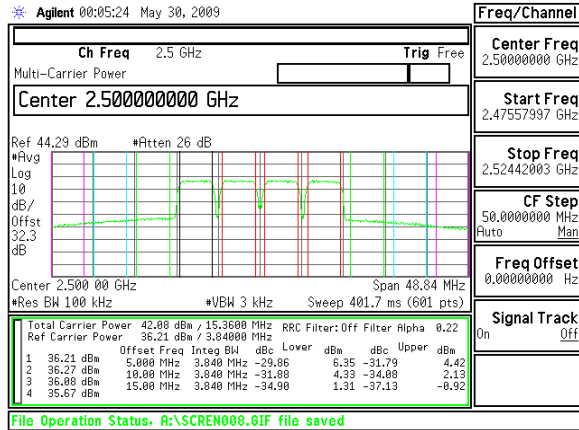 Agilent 00:05:24 May 30, 2009
Freq/Channel
Ch Freq 2.5 GHz Trig Free
Multi-Carrier Power
Center 2.500000000 GHz
Center Freq
2.50000000 GHz
Start Freq
2.47557997 GHz
Stop Freq
2.52442003 GHz
CF Step
50.0000000 MHz
Auto Man
Freq Offset
0.00000000 Hz
Signal Track
On Off
Ref 44.29 dBm #Atten 26 dB
#Avg
Log
10
dB/
Offst
32.3
dB
Center 2.500 00 GHz Span 48.84 MHz
#Res BW 100 kHz #VBW 3 kHz Sweep 401.7 ms (601 pts)
Total Carrier Power 42.08 dBm / 15.3600 MHz RRC Filter: Off Filter Alpha 0.22
Ref Carrier Power 36.21 dBm / 3.84000 MHz
Lower Upper
Offset Freq Integ BW dBc dBm dBc dBm
1 36.21 dBm 5.000 MHz 3.840 MHz -29.86 6.35 -31.79 4.42
2 36.27 dBm 10.00 MHz 3.840 MHz -31.88 4.33 -34.08 2.13
3 36.08 dBm 15.00 MHz 3.840 MHz -34.90 1.31 -37.13 -0.92
4 35.67 dBm
File Operation Status, A:\SCREN008.GIF file saved